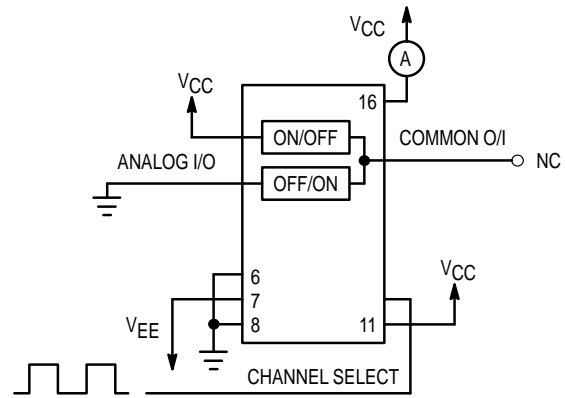 VCC
A
VCC
16
ON/OFF
COMMON O/I
ANALOG I/O
NC
OFF/ON
6
VCC
7
VEE
8
11
CHANNEL SELECT